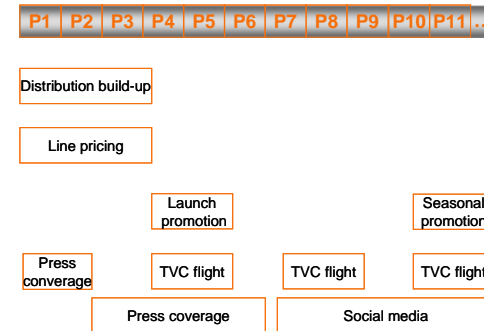 P1 P2 P3 P4 P5 P6 P7 P8 P9 P10 P11 ...
Distribution build-up
Line pricing
Launch
promotion
Seasonal
promotion
Press
converage
TVC flight
TVC flight
TVC flight
Press coverage
Social media